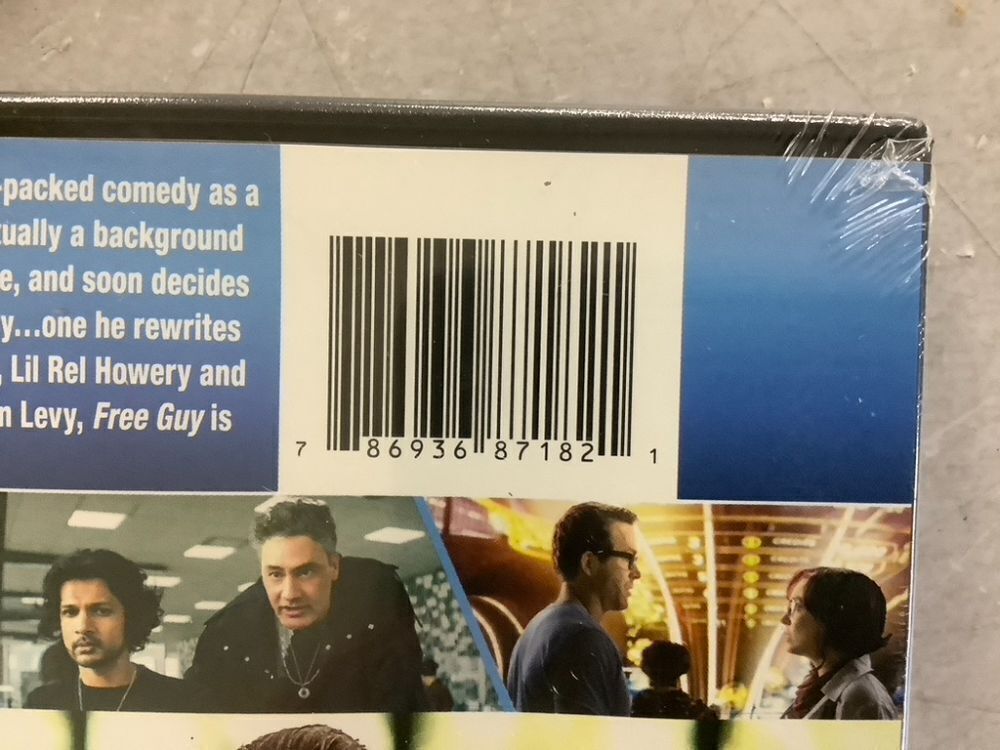 -packed comedy as a
tually a background
e, and soon decides
y...one he rewrites
, Lil Rel Howery and
n Levy, Free Guy is
7 86936 87182 1